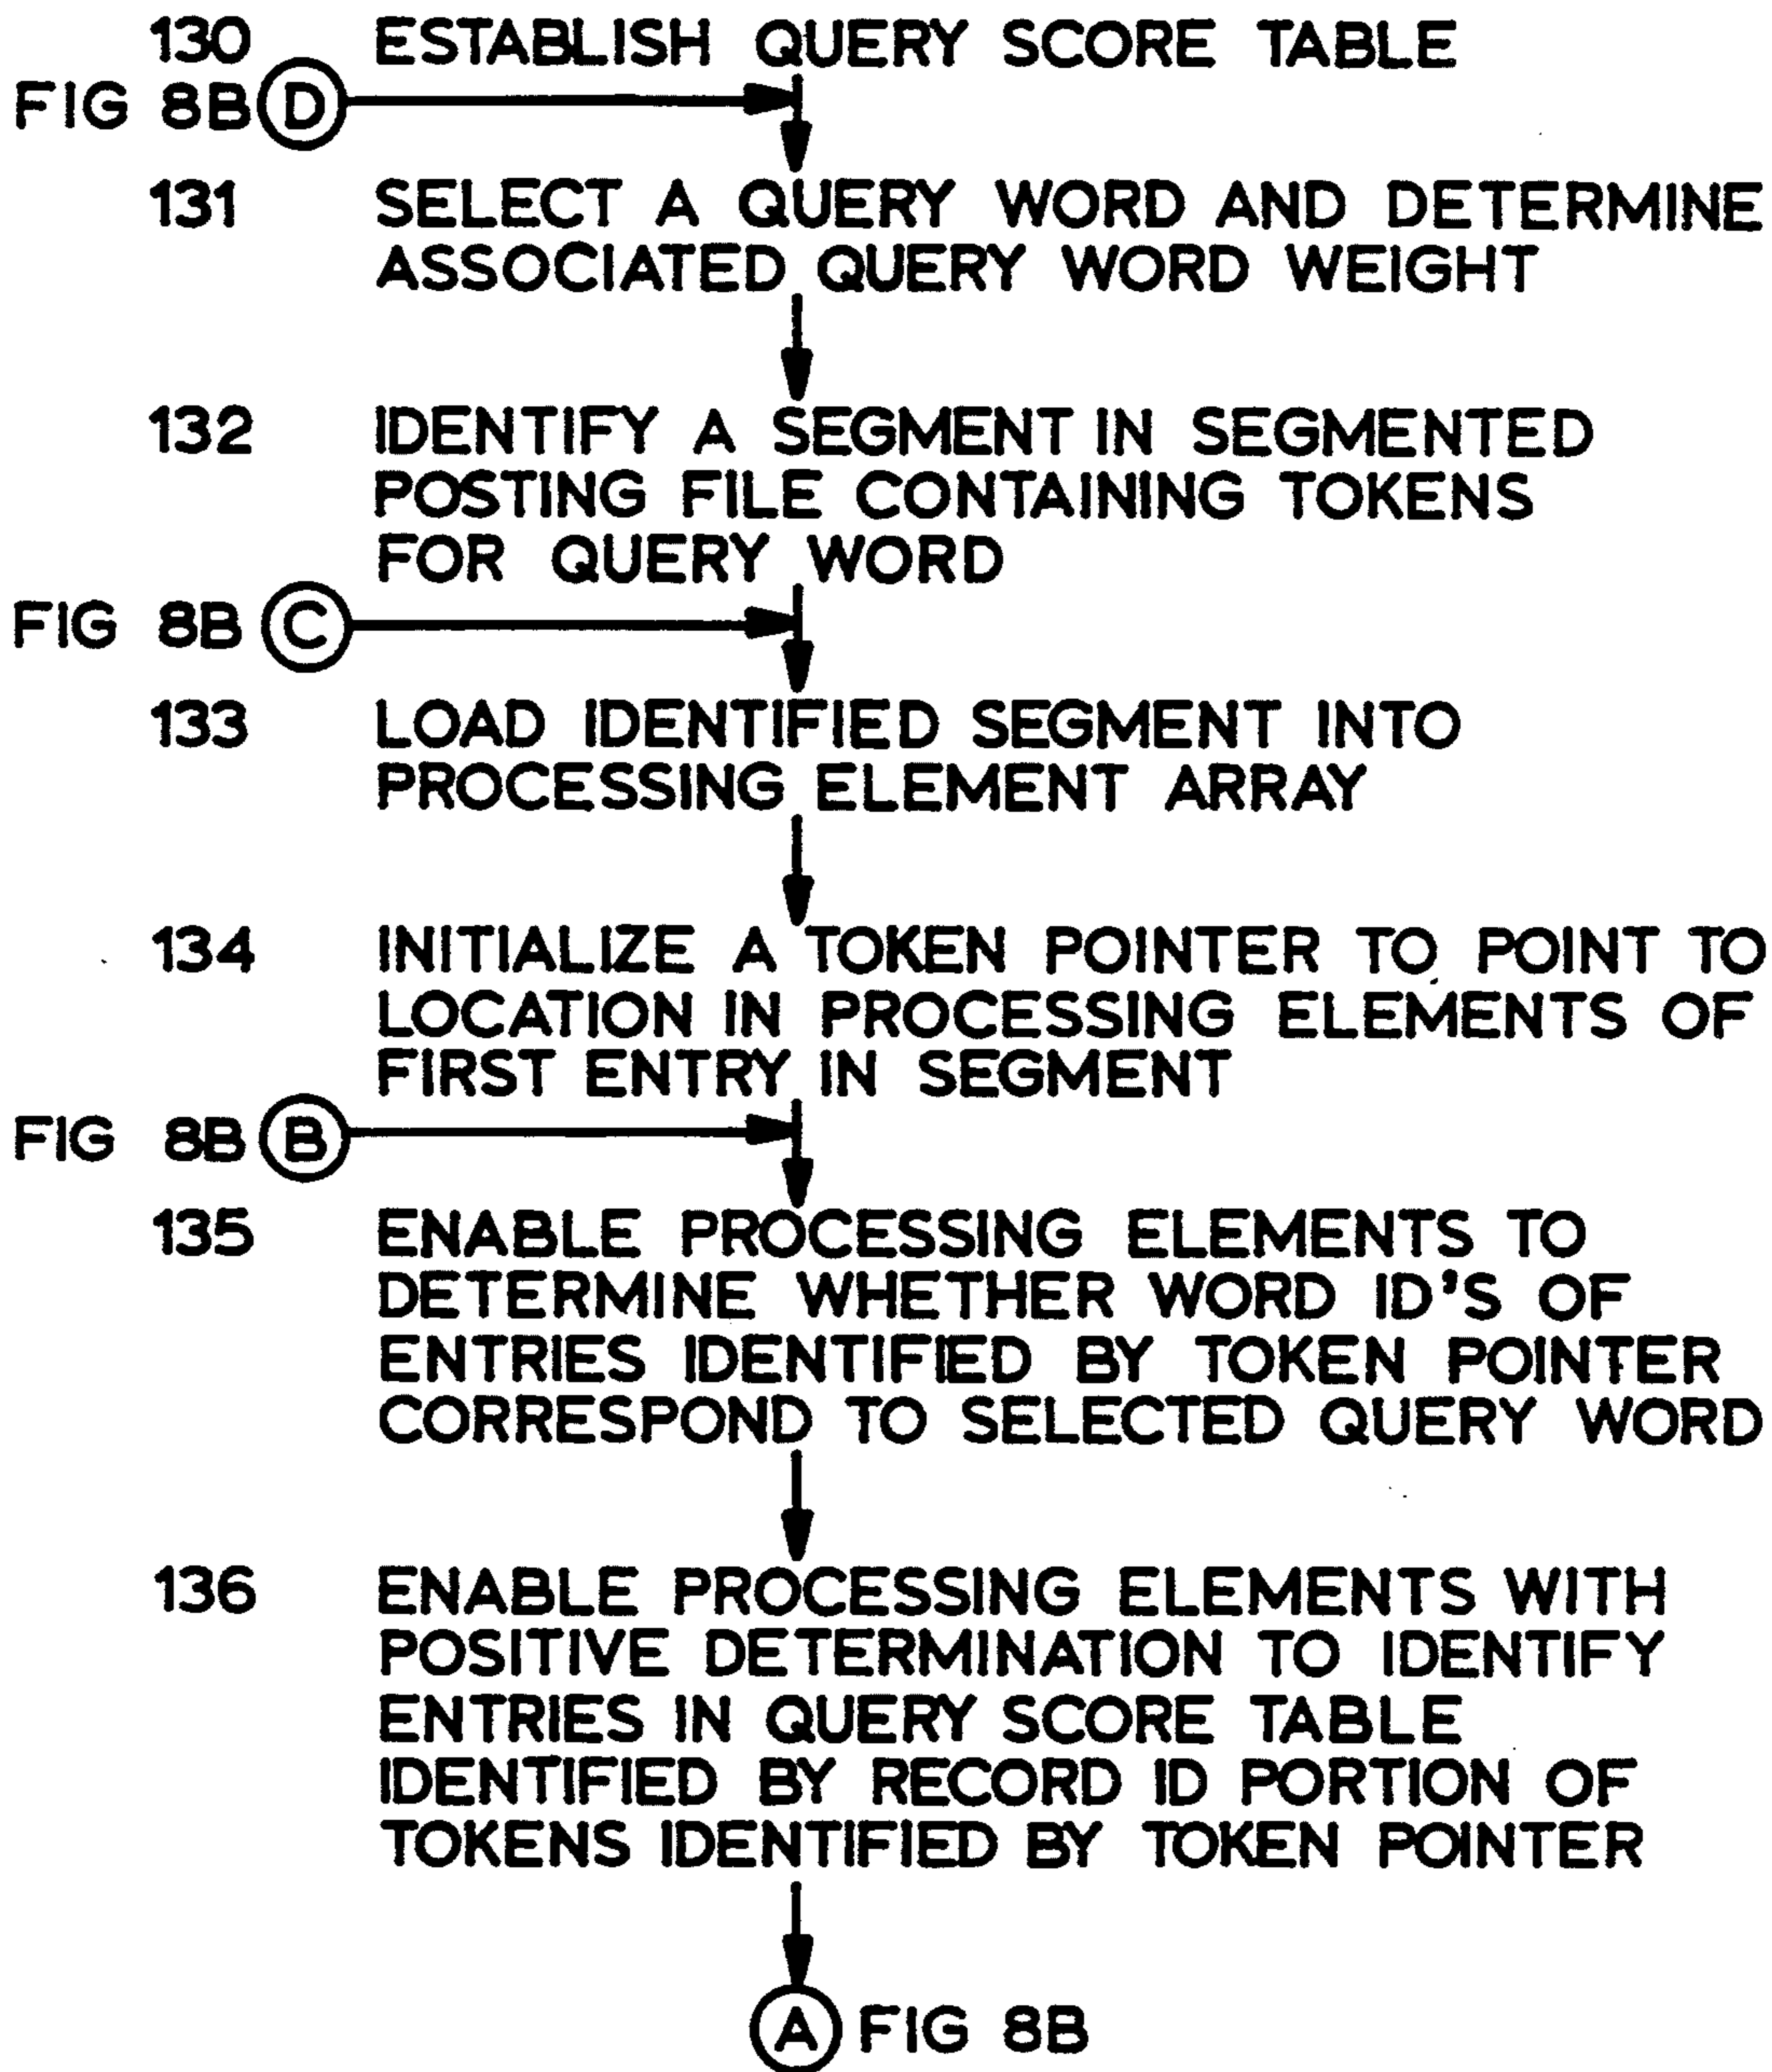 130 ESTABLISH QUERY SCORE TABLE
FIG 8B D
131 SELECT A QUERY WORD AND DETERMINE
ASSOCIATED QUERY WORD WEIGHT
132 IDENTIFY A SEGMENT IN SEGMENTED
POSTING FILE CONTAINING TOKENS
FOR QUERY WORD
FIG 8B C
133 LOAD IDENTIFIED SEGMENT INTO
PROCESSING ELEMENT ARRAY
134 INITIALIZE A TOKEN POINTER TO POINT TO
LOCATION IN PROCESSING ELEMENTS OF
FIRST ENTRY IN SEGMENT
FIG 8B B
135 ENABLE PROCESSING ELEMENTS TO
DETERMINE WHETHER WORD ID'S OF
ENTRIES IDENTIFIED BY TOKEN POINTER
CORRESPOND TO SELECTED QUERY WORD
136 ENABLE PROCESSING ELEMENTS WITH
POSITIVE DETERMINATION TO IDENTIFY
ENTRIES IN QUERY SCORE TABLE
IDENTIFIED BY RECORD ID PORTION OF
TOKENS IDENTIFIED BY TOKEN POINTER
A FIG 8B